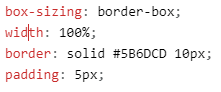 box-sizing: border-box;
width: 100%;
border: solid #5B6DCD 10px;
padding: 5px;